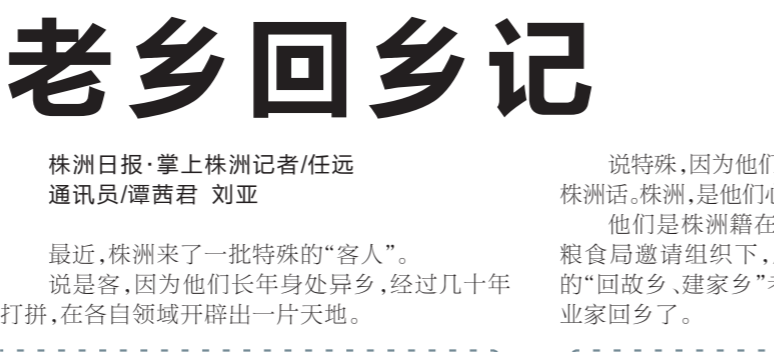 老乡回乡记
株洲日报·掌上株洲记者/任远
通讯员/谭茜君 刘亚
最近,株洲来了一批特殊的“客人”。
说是客,因为他们长年身处异乡,经过几十年
打拼,在各自领域开辟出一片天地。
说特殊,因为他们
株洲话。株洲,是他们心
他们是株洲籍在
粮食局邀请组织下,
的“回故乡、建家乡”
业家回乡了。